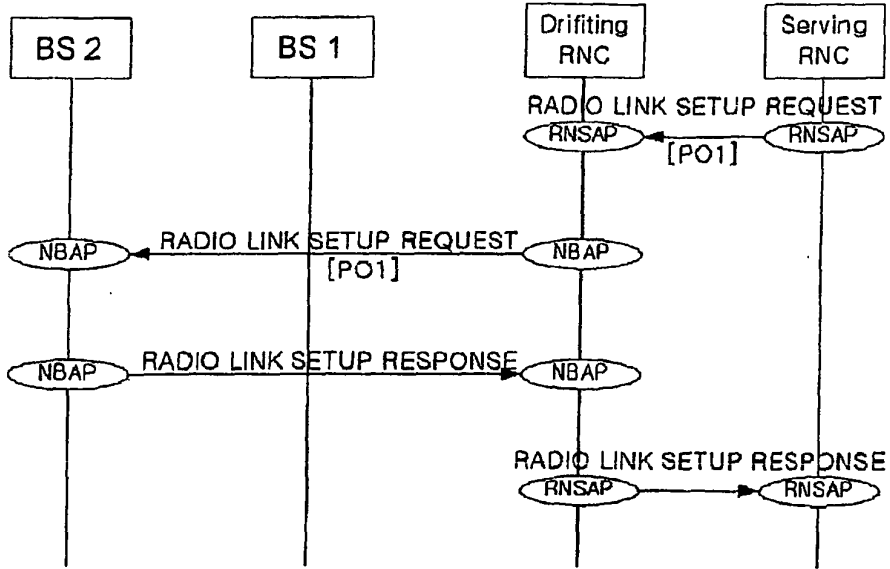 BS 2
BS 1
Drifiting
RNC
Serving
RNC
RADIO LINK SETUP REQUEST
RNSAP
RNSAP
[PO1]
RADIO LINK SETUP REQUEST
NBAP
NBAP
[PO1]
RADIO LINK SETUP RESPONSE
NBAP
NBAP
RADIO LINK SETUP RESPONSE
RNSAP
RNSAP